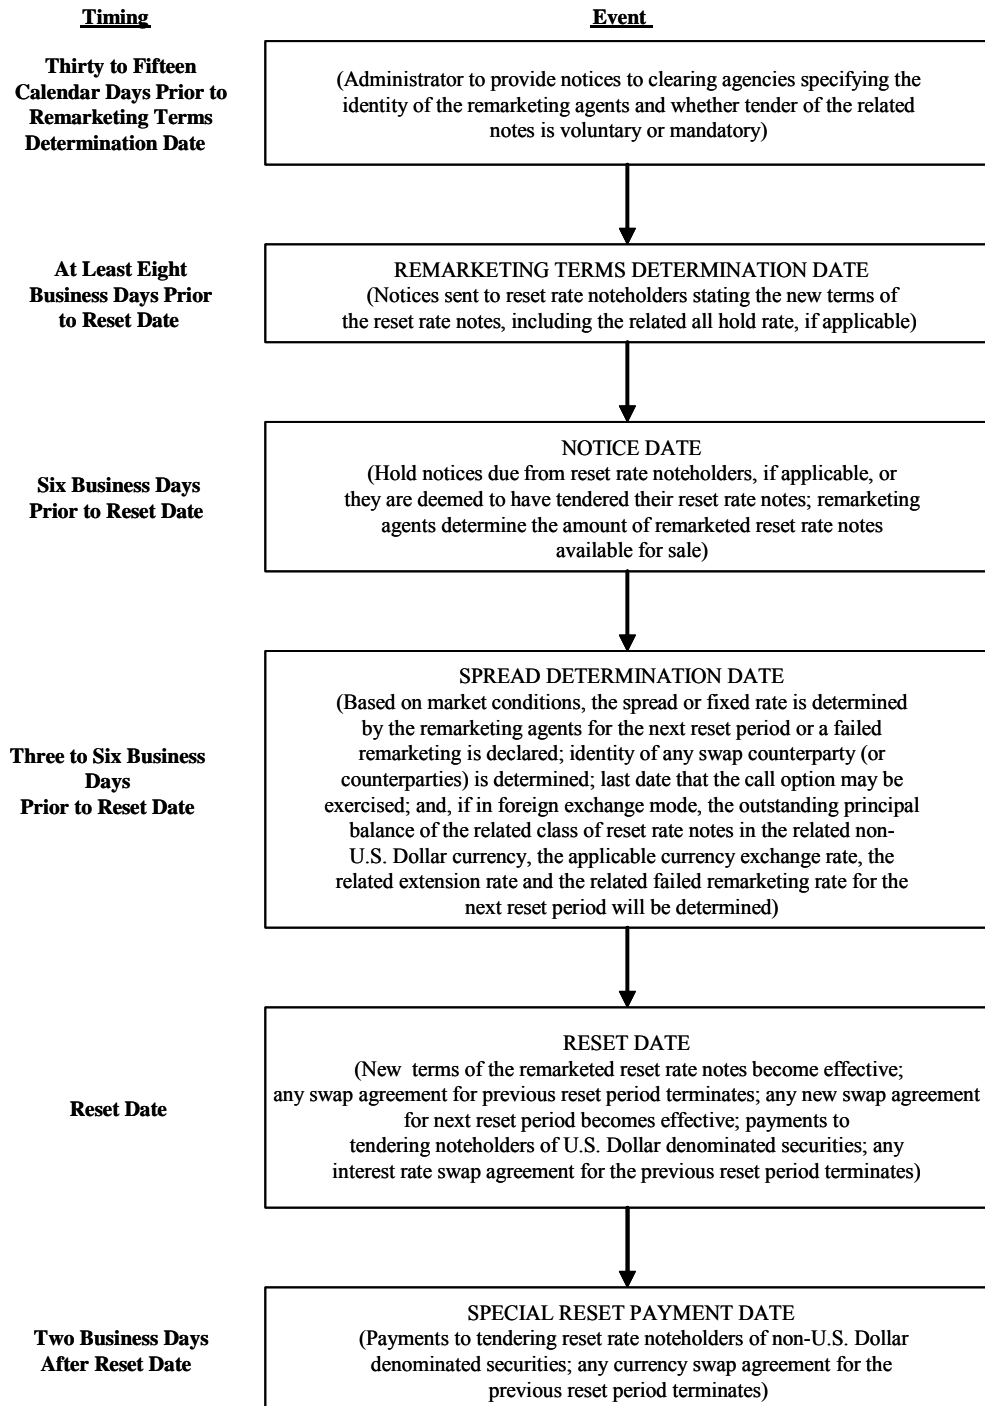 Timing
Event
Thirty to Fifteen
Calendar Days Prior to
Remarketing Terms
Determination Date
(Administrator to provide notices to clearing agencies specifying the
identity of the remarketing agents and whether tender of the related
notes is voluntary or mandatory)
At Least Eight
Business Days Prior
to Reset Date
REMARKETING TERMS DETERMINATION DATE
(Notices sent to reset rate noteholders stating the new terms of
the reset rate notes, including the related all hold rate, if applicable)
Six Business Days
Prior to Reset Date
NOTICE DATE
(Hold notices due from reset rate noteholders, if applicable, or
they are deemed to have tendered their reset rate notes; remarketing
agents determine the amount of remarketed reset rate notes
available for sale)
Three to Six Business
Days
Prior to Reset Date
SPREAD DETERMINATION DATE
(Based on market conditions, the spread or fixed rate is determined
by the remarketing agents for the next reset period or a failed
remarketing is declared; identity of any swap counterparty (or
counterparties) is determined; last date that the call option may be
exercised; and, if in foreign exchange mode, the outstanding principal
balance of the related class of reset rate notes in the related non-
U.S. Dollar currency, the applicable currency exchange rate, the
related extension rate and the related failed remarketing rate for the
next reset period will be determined)
Reset Date
RESET DATE
(New terms of the remarketed reset rate notes become effective;
any swap agreement for previous reset period terminates; any new swap agreement
for next reset period becomes effective; payments to
tendering noteholders of U.S. Dollar denominated securities; any
interest rate swap agreement for the previous reset period terminates)
Two Business Days
After Reset Date
SPECIAL RESET PAYMENT DATE
(Payments to tendering reset rate noteholders of non-U.S. Dollar
denominated securities; any currency swap agreement for the
previous reset period terminates)